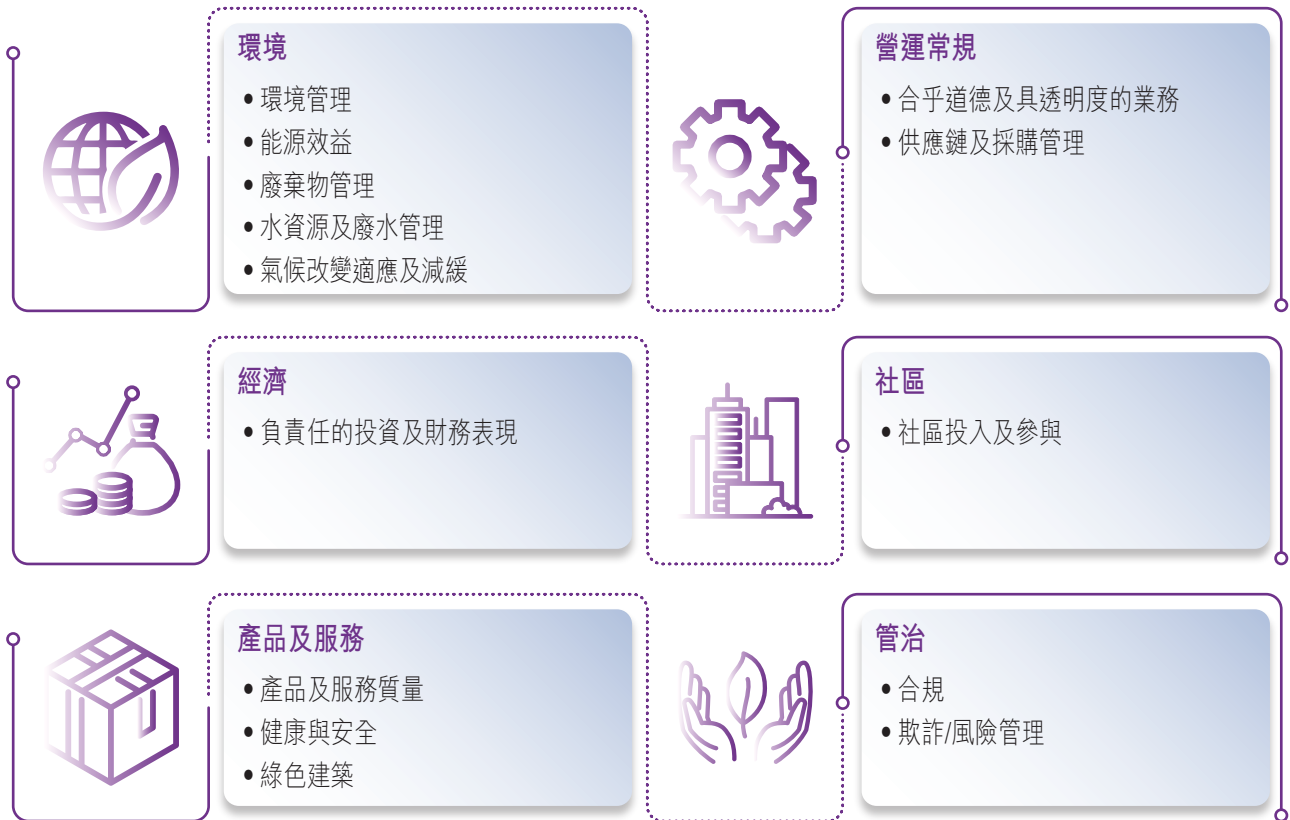 環境
• 環境管理
• 能源效益
• 廢棄物管理
• 水資源及廢水管理
• 氣候改變適應及減緩
營運常規
• 合乎道德及具透明度的業務
• 供應鏈及採購管理
經濟
• 負責任的投資及財務表現
社區
• 社區投入及參與
產品及服務
• 產品及服務質量
• 健康與安全
• 綠色建築
管治
• 合規
• 欺詐/風險管理